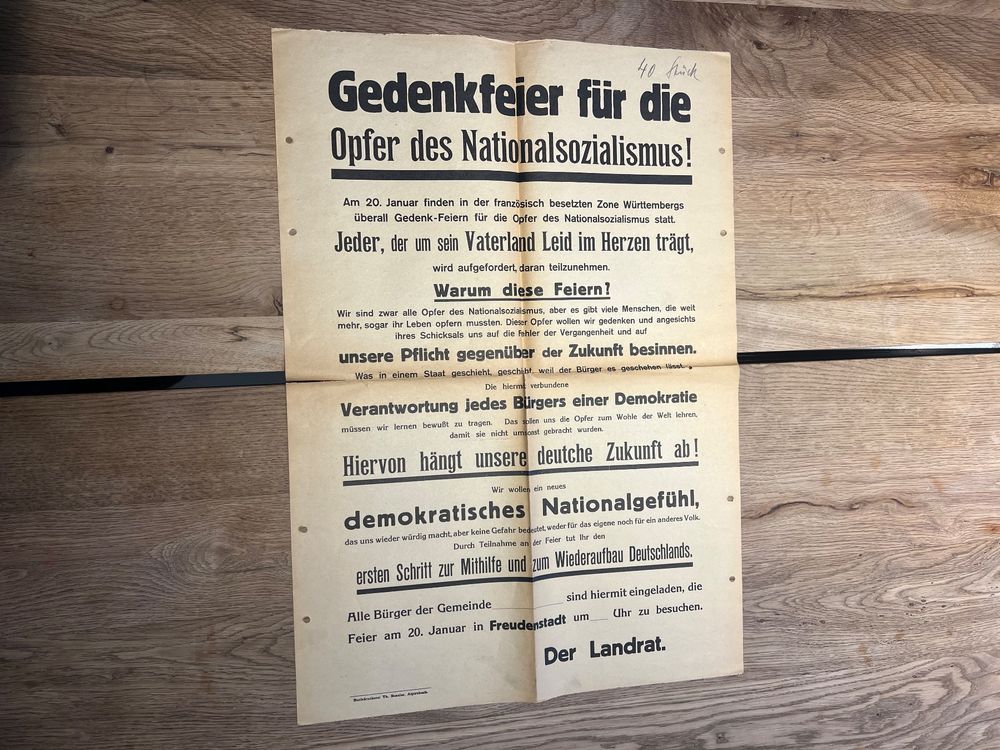 40 Stück
Gedenkfeier für die
Opfer des Nationalsozialismus!
Am 20. Januar finden in der französisch besetzten Zone Württembergs
überall Gedenk-Feiern für die Opfer des Nationalsozialismus statt.
Jeder, der um sein Vaterland Leid im Herzen trägt,
wird aufgefordert, daran teilzunehmen.
Warum diese Feiern?
Wir sind zwar alle Opfer des Nationalsozialsmus, aber es gibt viele Menschen, die weit
mehr, sogar ihr Leben opfern mussten. Dieser Opfer wollen wir gedenken und angesichts
ihres Schicksals uns auf die Fehler der Vergangenheit und auf
unsere Pflicht gegenüber der Zukunft besinnen.
Was in einem Staat geschieht, geschieht, weil der Bürger es geschehen lässt.
Die hiermit verbundene
Verantwortung jedes Bürgers einer Demokratie
müssen wir lernen bewußt zu tragen. Das sollen uns die Opfer zum Wohle der Welt lehren,
damit sie nicht umsonst gebracht wurden.
Hiervon hängt unsere deutche Zukunft ab!
Wir wollen ein neues
demokratisches Nationalgefühl,
das uns wieder würdig macht, aber keine Gefahr bedeutet, weder für das eigene noch für ein anderes Volk.
Durch Teilnahme an der Feier tut Ihr den
ersten Schritt zur Mithilfe und zum Wiederaufbau Deutschlands.
Alle Bürger der Gemeinde sind hiermit eingeladen, die
Feier am 20. Januar in Freudenstadt um Uhr zu besuchen.
Der Landrat.
Buchdruckerei Th. Alpirsbach.